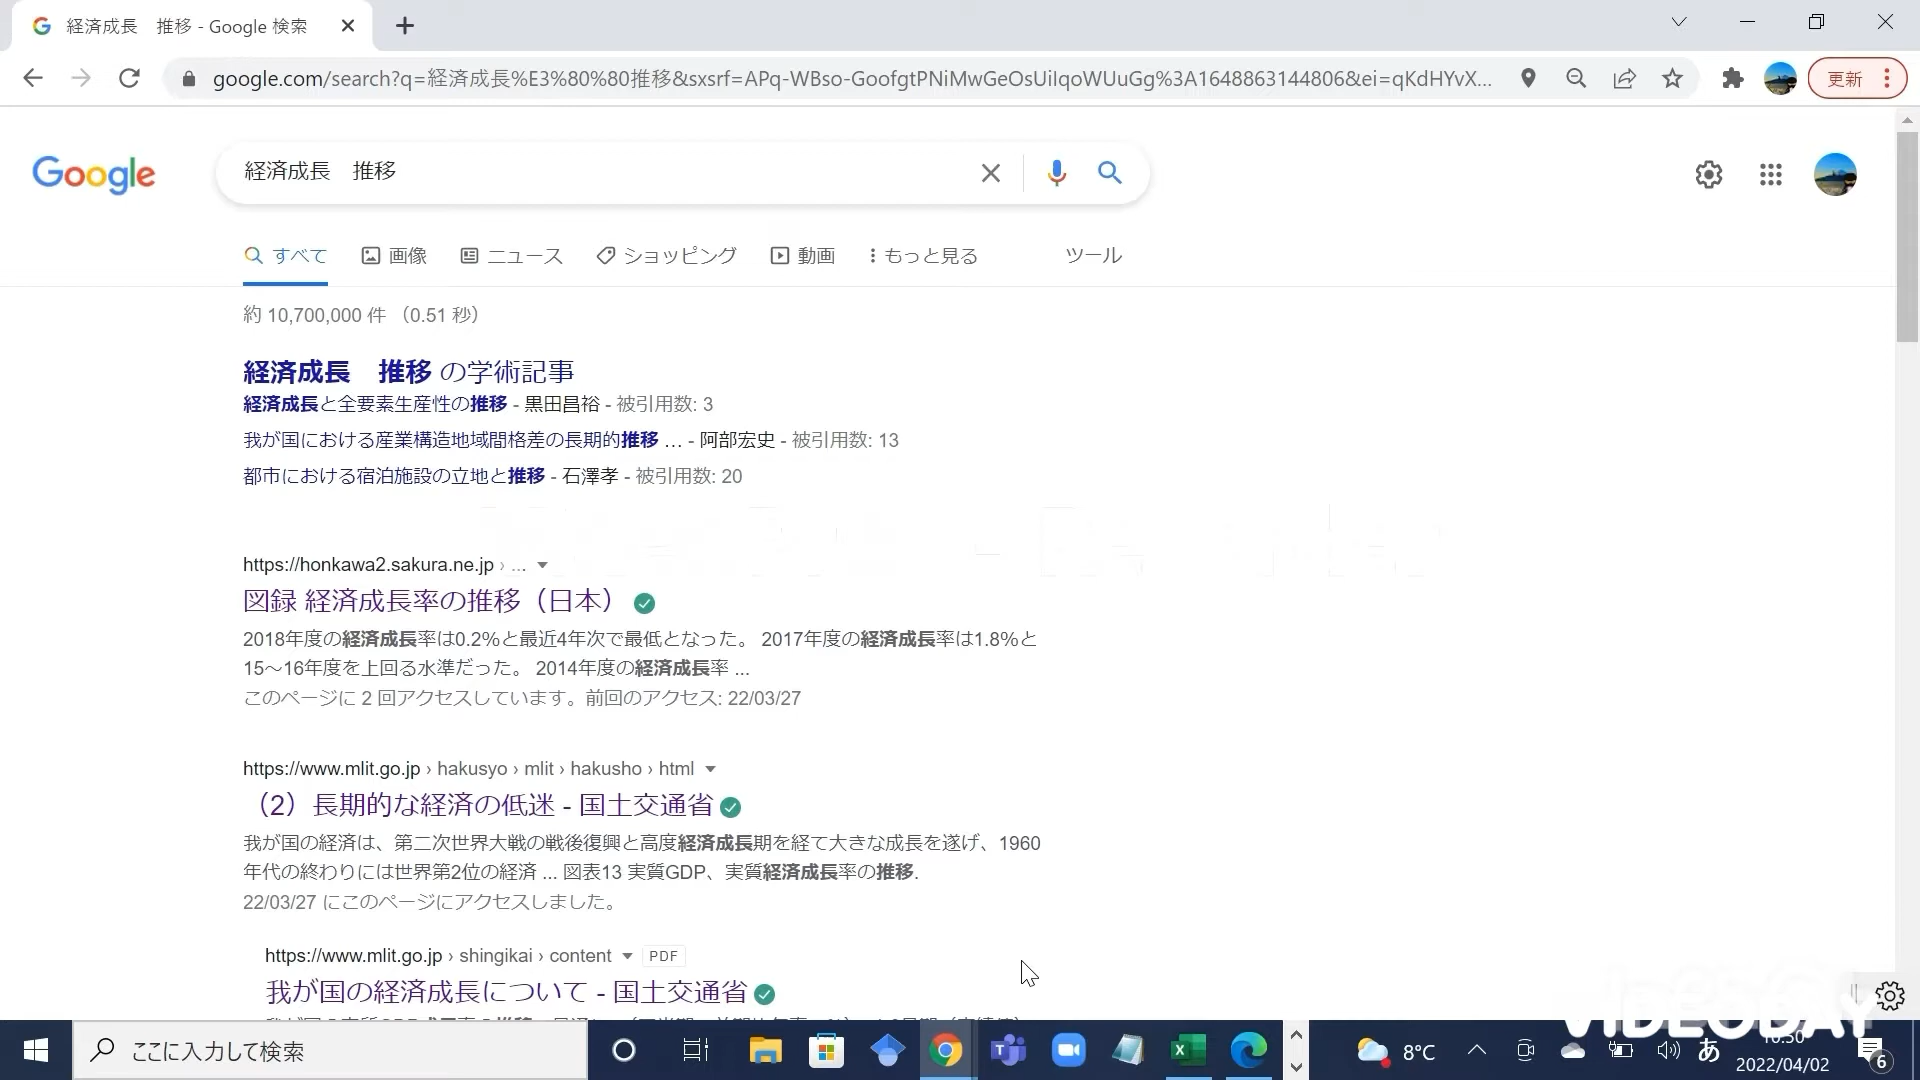 経済成長　推移 - Google 検索
google.com/search?q=経済成長%E3%80%80推移&sxsrf=APq-WBso-GoofgtPNiMwGeOsUiIqoWUuGg%3A1648863144806&ei=qKdHYvX...
更新
Google
経済成長　推移
すべて 画像 ニュース ショッピング 動画 もっと見る ツール
約 10,700,000 件 （0.51 秒）
経済成長　推移 の学術記事
経済成長と全要素生産性の推移 - 黒田昌裕 - 被引用数: 3
我が国における産業構造地域間格差の長期的推移 … - 阿部宏史 - 被引用数: 13
都市における宿泊施設の立地と推移 - 石澤孝 - 被引用数: 20
https://honkawa2.sakura.ne.jp › ...
図録 経済成長率の推移（日本）
2018年度の経済成長率は0.2%と最近4年次で最低となった。 2017年度の経済成長率は1.8%と
15～16年度を上回る水準だった。 2014年度の経済成長率 ...
このページに 2 回アクセスしています。前回のアクセス: 22/03/27
https://www.mlit.go.jp › hakusyo › mlit › hakusho › html
（2）長期的な経済の低迷 - 国土交通省
我が国の経済は、第二次世界大戦の戦後復興と高度経済成長期を経て大きな成長を遂げ、1960
年代の終わりには世界第2位の経済 ... 図表13 実質GDP、実質経済成長率の推移.
22/03/27 にこのページにアクセスしました。
https://www.mlit.go.jp › shingikai › content PDF
我が国の経済成長について - 国土交通省
VIDEODAY
ここに入力して検索
8°C
あ
2022/04/02
6